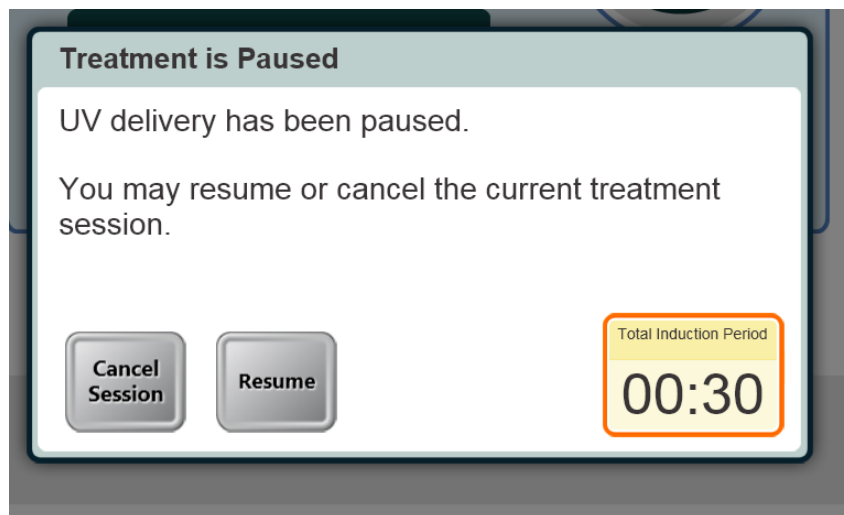 Treatment is Paused
UV delivery has been paused.
You may resume or cancel the current treatment
session.
Cancel
Session
Resume
Total Induction Period
00:30